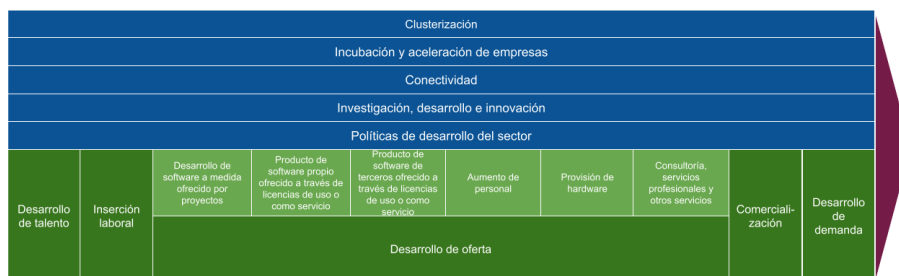 Clusterización
Incubación y aceleración de empresas
Conectividad
Investigación, desarrollo e innovación
Políticas de desarrollo del sector
Desarrollo
de talento
Inserción
laboral
Desarrollo de
software a medida
ofrecido por
proyectos
Producto de
software propio
ofrecido a través de
licencias de uso o
como servicio
Producto de
software de
terceros ofrecido a
través de licencias
de uso o como
servicio
Aumento de
personal
Provisión de
hardware
Consultoría,
servicios
profesionales y
otros servicios
Desarrollo de oferta
Comerciali-
zación
Desarrollo
de
demanda